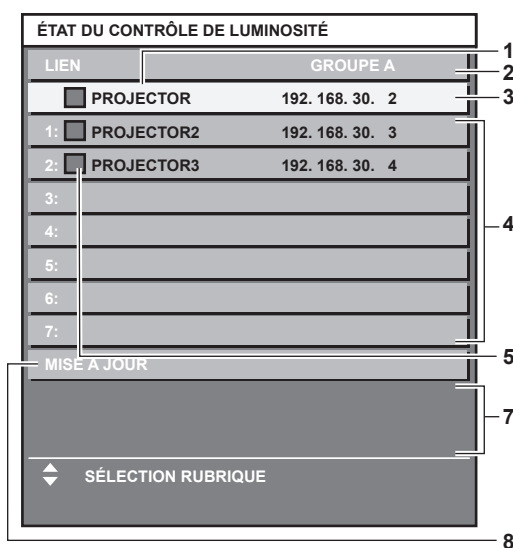 ÉTAT DU CONTRÔLE DE LUMINOSITÉ
1
LIEN GROUPE A
2
PROJECTOR 192. 168. 30. 2
3
1: PROJECTOR2 192. 168. 30. 3
2: PROJECTOR3 192. 168. 30. 4
3:
4:
4
5:
6:
7:
5
MISE À JOUR
7
SÉLECTION RUBRIQUE
8